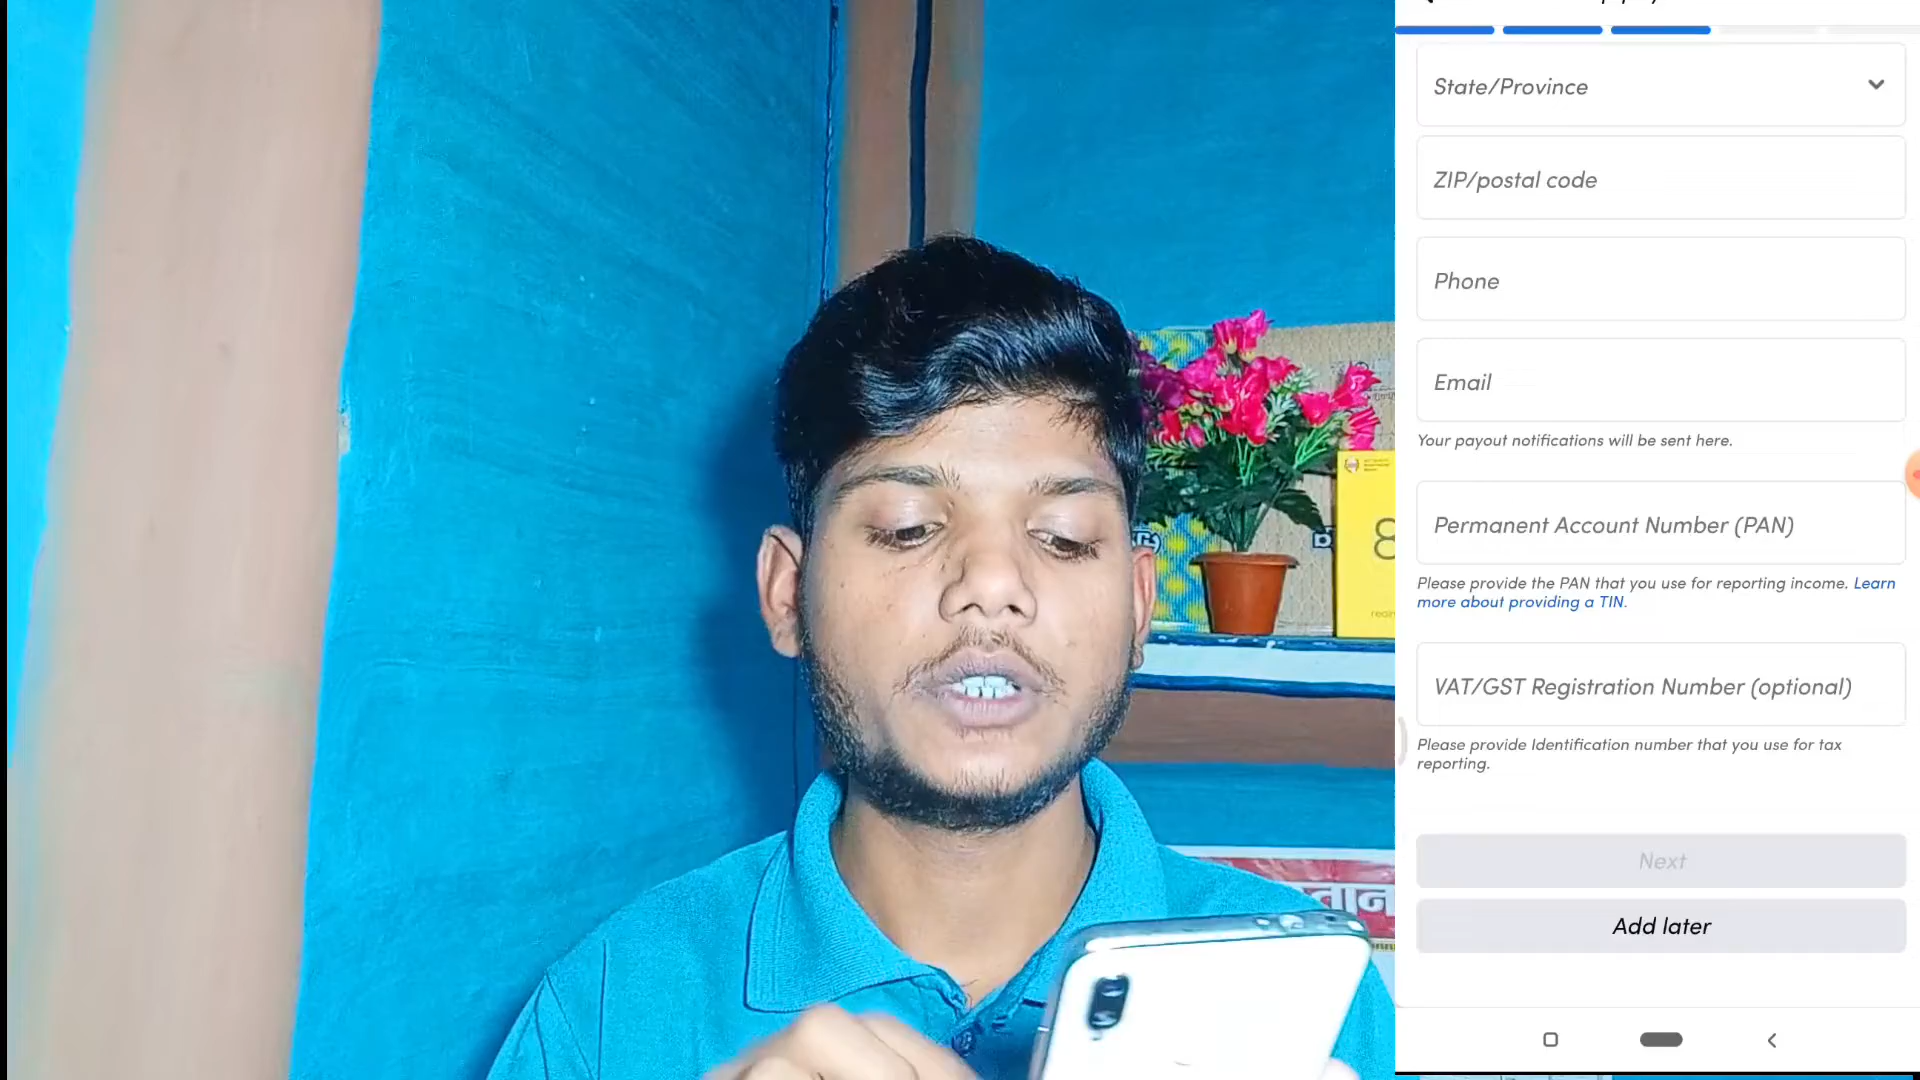 State/Province
ZIP/postal code
Phone
Email
Your payout notifications will be sent here.
Permanent Account Number (PAN)
Please provide the PAN that you use for reporting income. Learn
more about providing a TIN.
VAT/GST Registration Number (optional)
Please provide Identification number that you use for tax
reporting.
Next
Add later
8